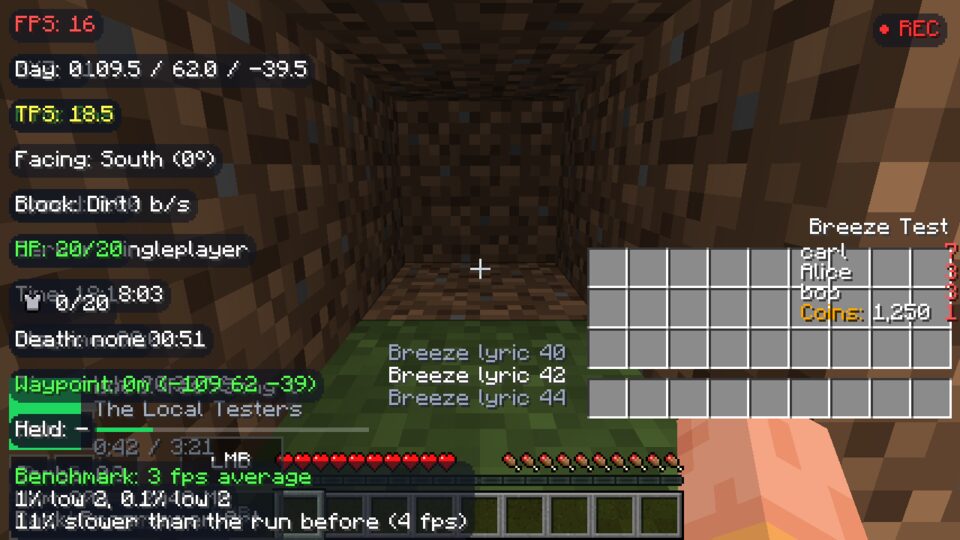 FPS: 16
REC
Day: 0109.5 / 62.0 / -39.5
TPS: 18.5
Facing: South (0°)
Block: Dirt0 b/s
HP: 20/20 ingleplayer
Breeze Test
carl 7
Alice 3
bob 3
Coins: 1,250 1
0/20 8:03
Death: none 00:51
Breeze lyric 40
Breeze lyric 42
Breeze lyric 44
Waypoint: 0m (-109 62 -39)
The Local Testers
Held: -
0:42 / 3:21
LMB
Benchmark: 3 fps average
1% low 2, 0.1% low 2
11% slower than the run before (4 fps)